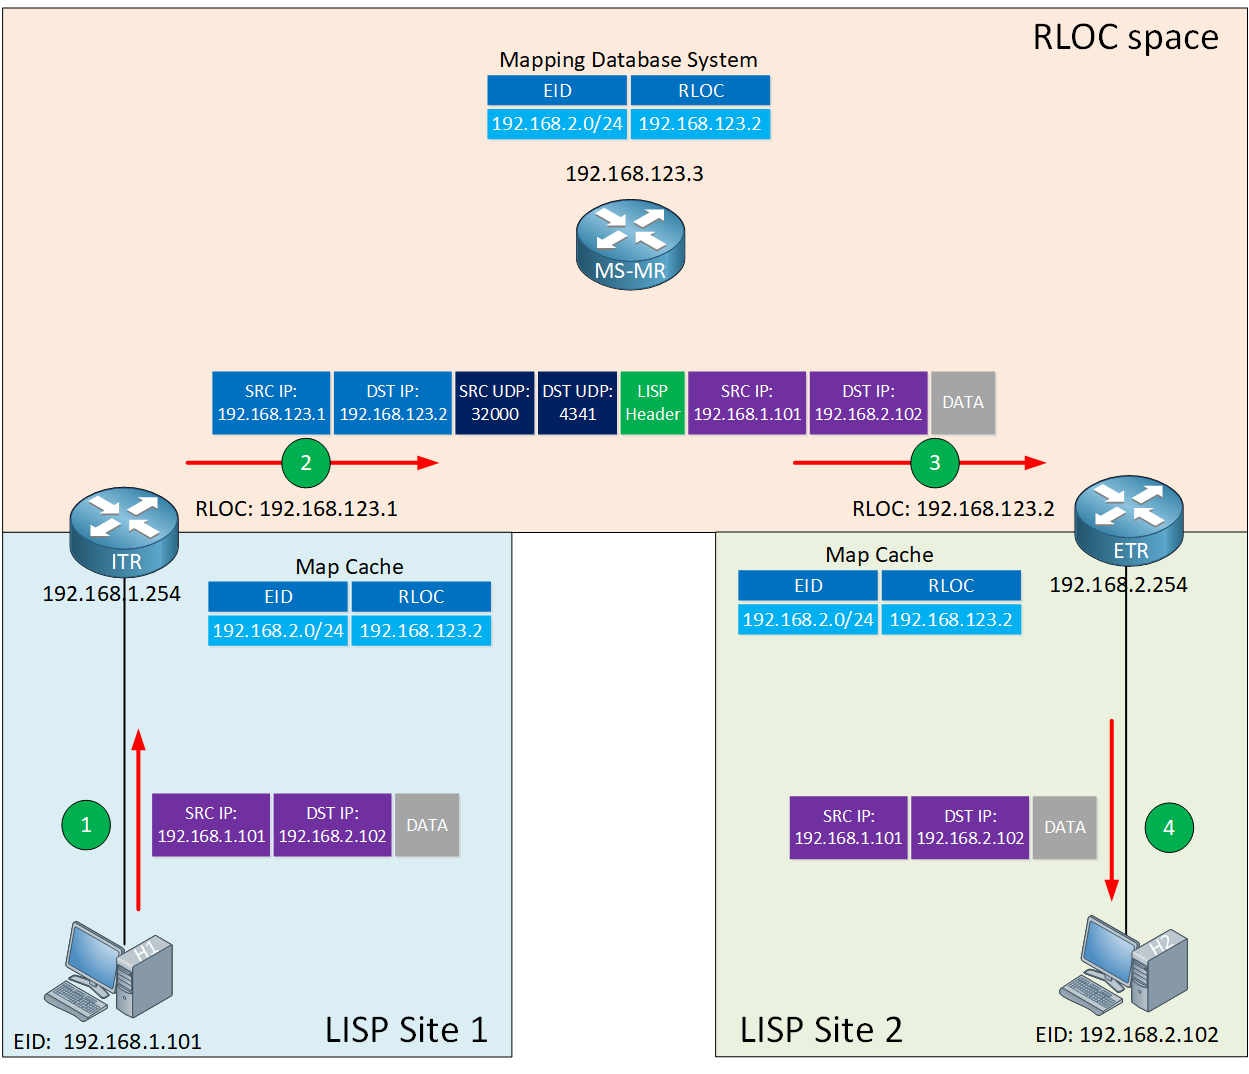 RLOC space
Mapping Database System
EID RLOC
192.168.2.0/24 192.168.123.2
192.168.123.3
MS-MR
SRC IP: DST IP: SRC UDP: DST UDP: LISP SRC IP: DST IP: DATA
192.168.123.1 192.168.123.2 32000 4341 Header 192.168.1.101 192.168.2.102
2 3
RLOC: 192.168.123.1 RLOC: 192.168.123.2
ITR ETR
192.168.1.254 192.168.2.254
Map Cache
EID RLOC
192.168.2.0/24 192.168.123.2
Map Cache
EID RLOC
192.168.2.0/24 192.168.123.2
1
SRC IP: DST IP: DATA
192.168.1.101 192.168.2.102
SRC IP: DST IP: DATA
192.168.1.101 192.168.2.102
4
H1
EID: 192.168.1.101
LISP Site 1
H2
LISP Site 2
EID: 192.168.2.102